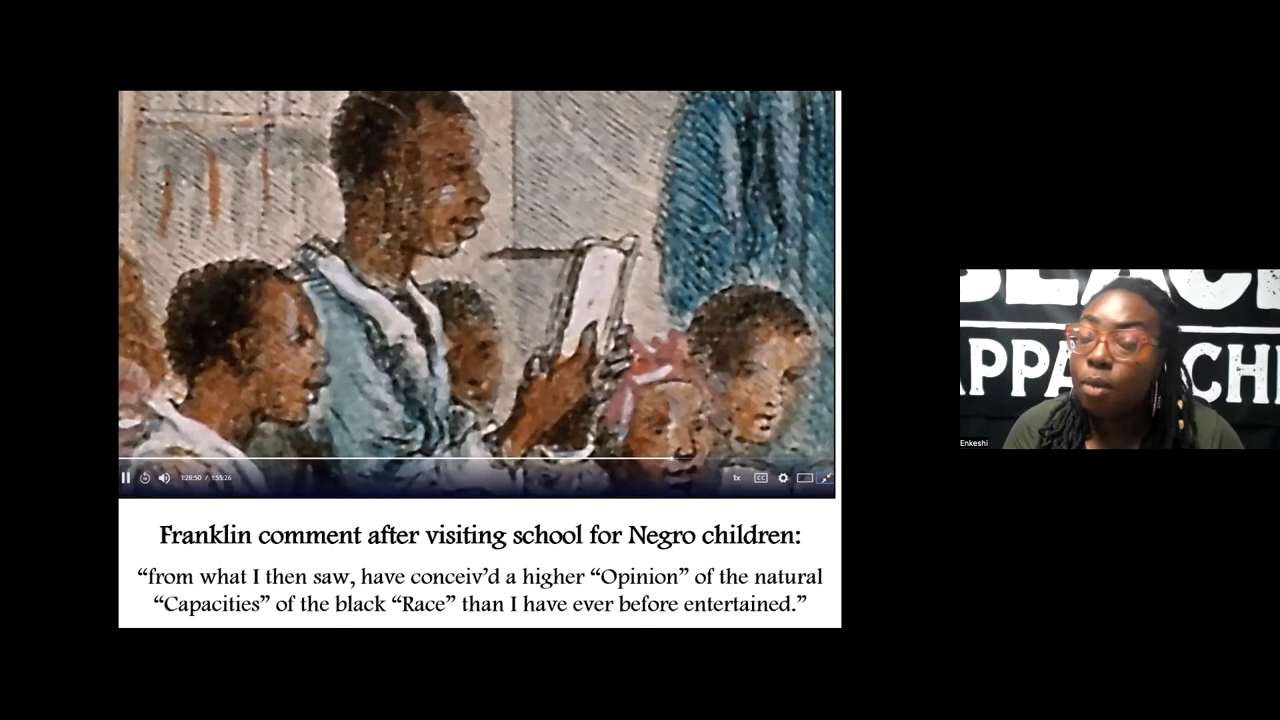 1:28:50 / 1:55:26
1x
CC
Franklin comment after visiting school for Negro children:
“from what I then saw, have conceiv’d a higher “Opinion” of the natural
“Capacities” of the black “Race” than I have ever before entertained.”
Enkeshi